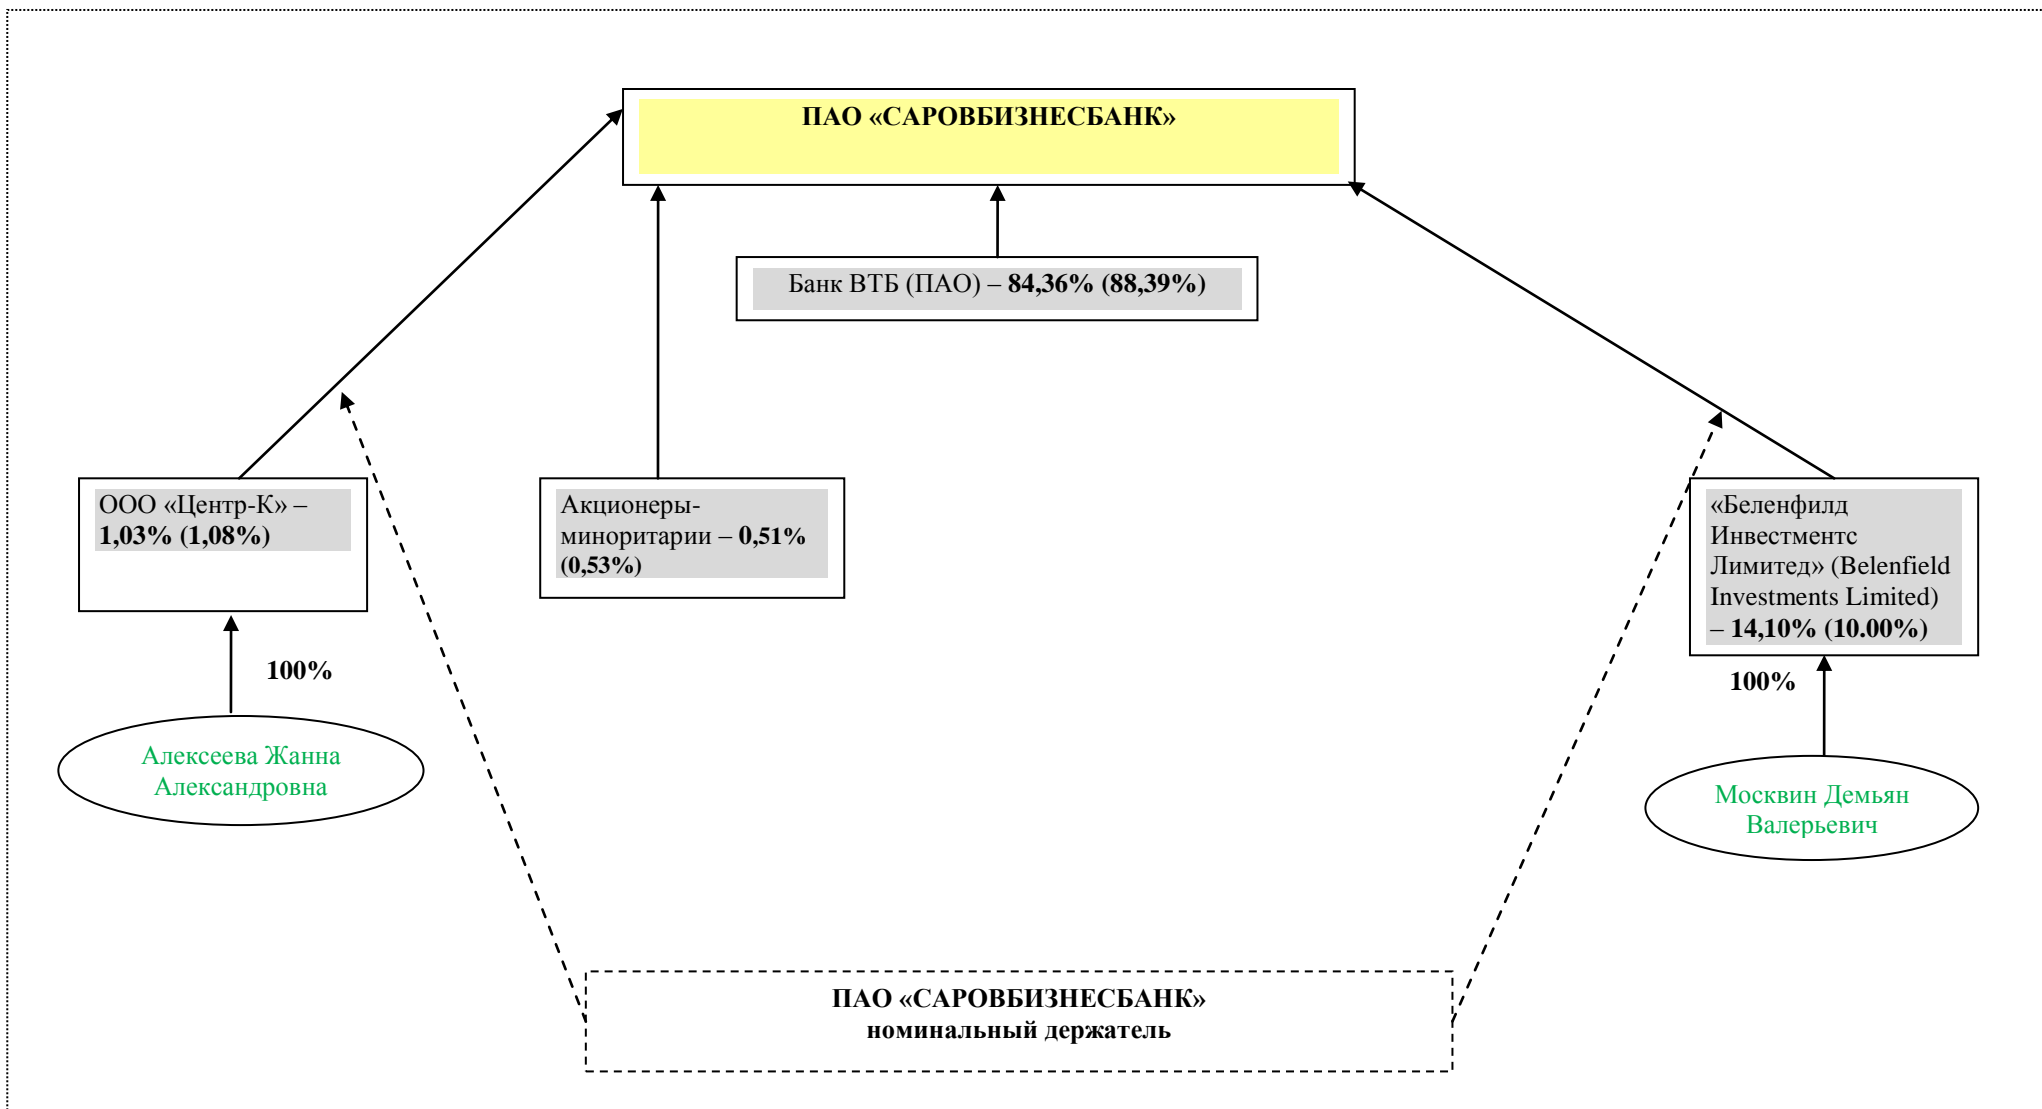 ПАО «САРОВБИЗНЕСБАНК»
Банк ВТБ (ПАО) – 84,36% (88,39%)
ООО «Центр-К» –
1,03% (1,08%)
Акционеры-
миноритарии – 0,51%
(0,53%)
«Беленфилд
Инвестментс
Лимитед» (Belenfield
Investments Limited)
– 14,10% (10.00%)
100%
100%
Алексеева Жанна
Александровна
Москвин Демьян
Валерьевич
ПАО «САРОВБИЗНЕСБАНК»
номинальный держатель